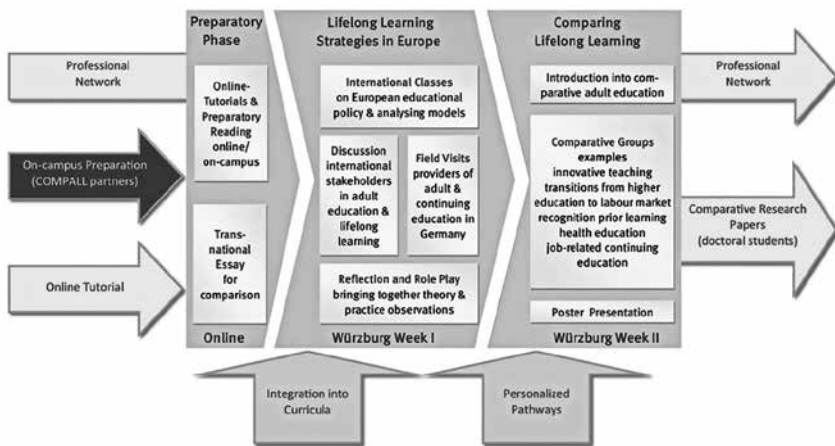 Professional
Network
On-campus Preparation
(COMPALL partners)
Online Tutorial
Preparatory
Phase
Online-
Tutorials &
Preparatory
Reading
online/
on-campus
Trans-
national
Essay
for
comparison
Online
Lifelong Learning
Strategies in Europe
International Classes
on European educational
policy & analysing models
Discussion
international
stakeholders
in adult
education &
lifelong
learning
Field Visits
providers of
adult &
continuing
education in
Germany
Reflection and Role Play
bringing together theory &
practice observations
Würzburg Week I
Comparing
Lifelong Learning
Introduction into com-
parative adult education
Comparative Groups
examples
innovative teaching
transitions from higher
education to labour market
recognition prior learning
health education
job-related continuing
education
Poster Presentation
Würzburg Week II
Professional
Network
Comparative Research
Papers
(doctoral students)
Integration into
Curricula
Personalized
Pathways